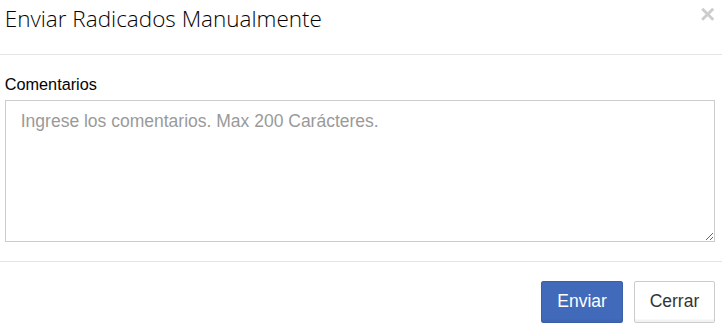 Enviar Radicados Manualmente
×
Comentarios
Ingrese los comentarios. Max 200 Carácteres.
Enviar
Cerrar